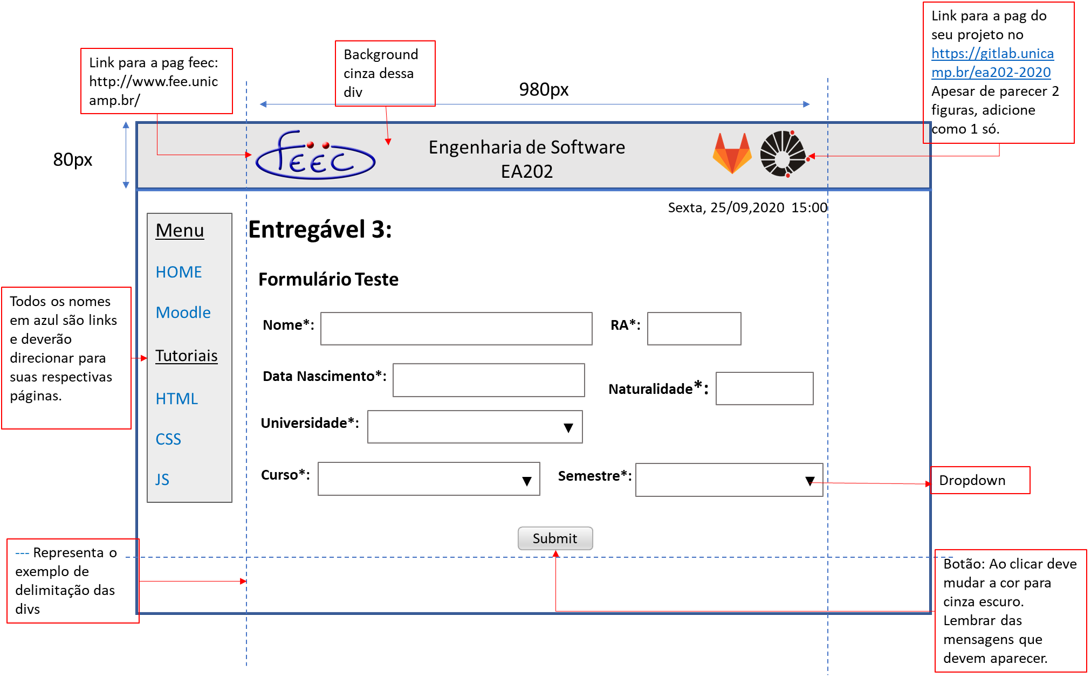 Link para a pag feec:
http://www.fee.unic
amp.br/
Background
cinza dessa
div
980px
Link para a pag do
seu projeto no
https://gitlab.unica
mp.br/ea202-2020
Apesar de parecer 2
figuras, adicione
como 1 só.
80px
feec
Engenharia de Software
EA202
Sexta, 25/09,2020 15:00
Menu
HOME
Moodle
Tutoriais
HTML
CSS
JS
Entregável 3:
Formulário Teste
Nome*:
RA*:
Data Nascimento*:
Naturalidade*:
Universidade*:
Curso*:
Semestre*:
Submit
Todos os nomes
em azul são links
e deverão
direcionar para
suas respectivas
páginas.
Dropdown
--- Representa o
exemplo de
delimitação das
divs
Botão: Ao clicar deve
mudar a cor para
cinza escuro.
Lembrar das
mensagens que
devem aparecer.